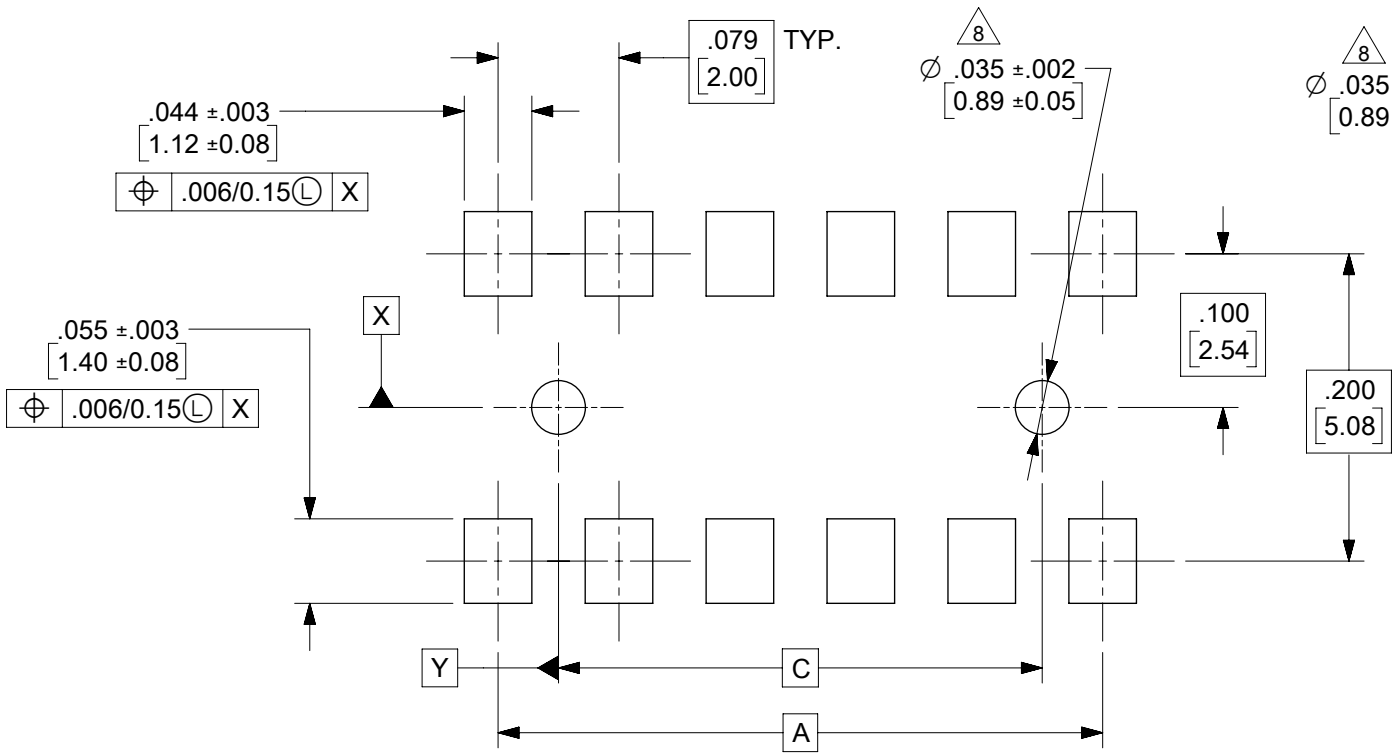 .079 TYP.
[2.00]
8
Ø .035 ±.002
[0.89 ±0.05]
8
Ø .035
[0.89
.044 ±.003
[1.12 ±0.08]
⌖ .006/0.15Ⓛ X
X
.055 ±.003
[1.40 ±0.08]
⌖ .006/0.15Ⓛ X
.100
[2.54]
.200
[5.08]
Y
C
A